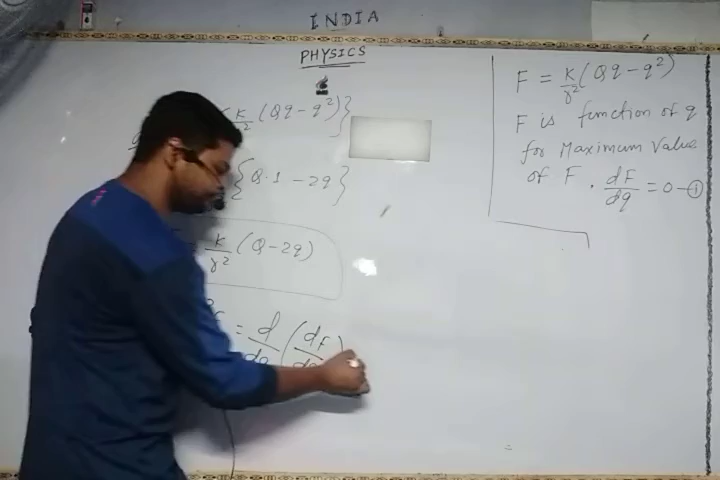 INDIA
PHYSICS
K/r² (Qq - q²)}
{Q·1 - 2q}
K/r² (Q - 2q)
= d/dq (dF/
F = K/r² (Qq - q²)
F is function of q
for Maximum Value
of F . dF/dq = 0 - ①